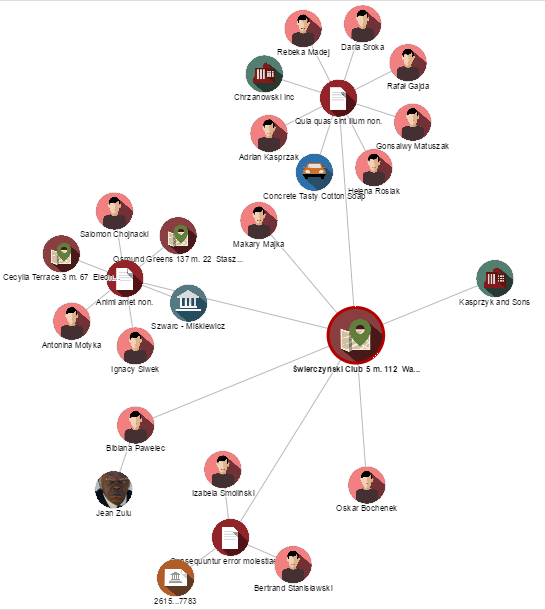 Rebeka Madej
Daria Sroka
Rafał Gajda
Chrzanowski Inc
Quia quas sint illum non.
Gonsalwy Matuszak
Adrian Kasprzak
Helena Rosiak
Concrete Tasty Cotton Soap
Makary Majka
Salomon Chojnacki
Osmund Greens 137 m. 22 Stasz...
Cecylia Terrace 3 m. 67
Animi amet non.
Kasprzyk and Sons
Szwarc - Miśkiewicz
Antonina Motyka
Ignacy Siwek
Świerczyński Club 5 m. 112 Wa...
Bibiana Pawelec
Izabela Smoliński
Jean Zulu
Oskar Bochenek
Consequuntur error molestiae
Bertrand Stanisławski
2615...7783